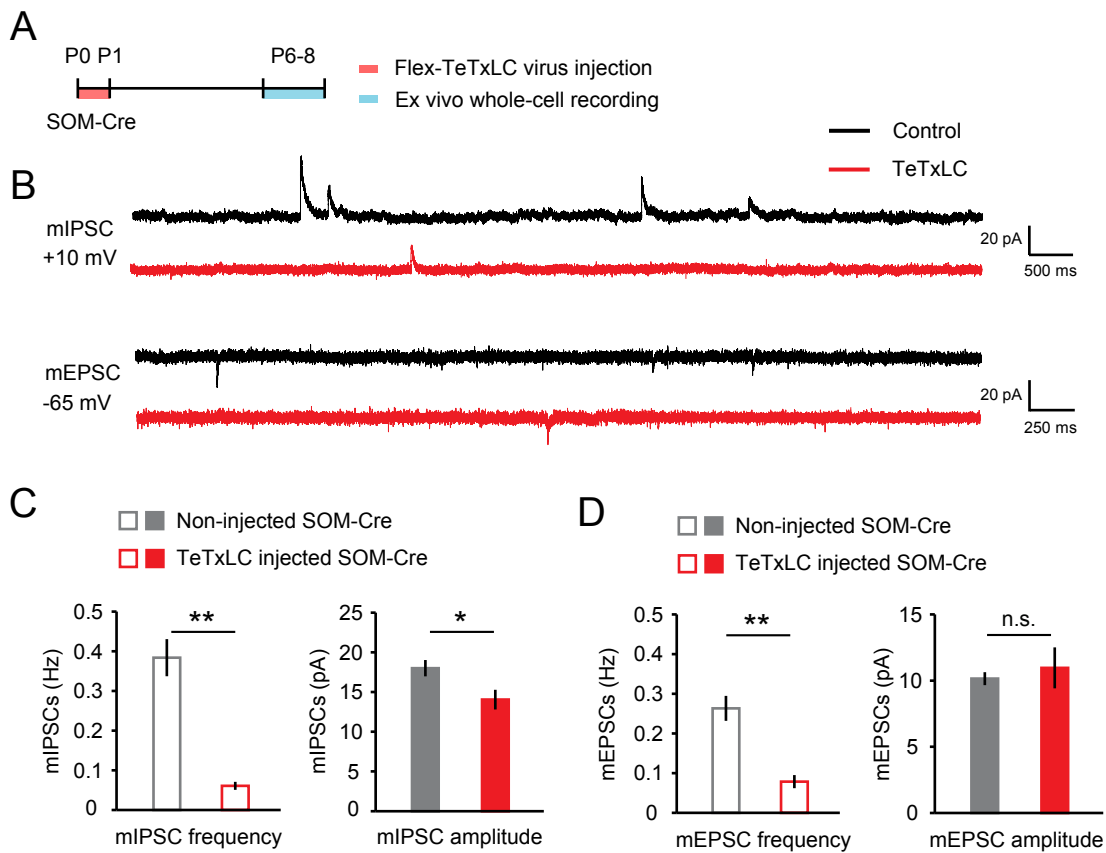 A
P0 P1
P6-8
SOM-Cre
Flex-TeTxLC virus injection
Ex vivo whole-cell recording
Control
TeTxLC
B
mIPSC
+10 mV
20 pA
500 ms
mEPSC
-65 mV
20 pA
250 ms
C
Non-injected SOM-Cre
TeTxLC injected SOM-Cre
mIPSCs (Hz)
0.5
0.4
0.3
0.2
0.1
0
**
mIPSC frequency
mIPSCs (pA)
25
20
15
10
5
0
*
mIPSC amplitude
D
Non-injected SOM-Cre
TeTxLC injected SOM-Cre
mEPSCs (Hz)
0.5
0.4
0.3
0.2
0.1
0
**
mEPSC frequency
mEPSCs (pA)
15
10
5
0
n.s.
mEPSC amplitude